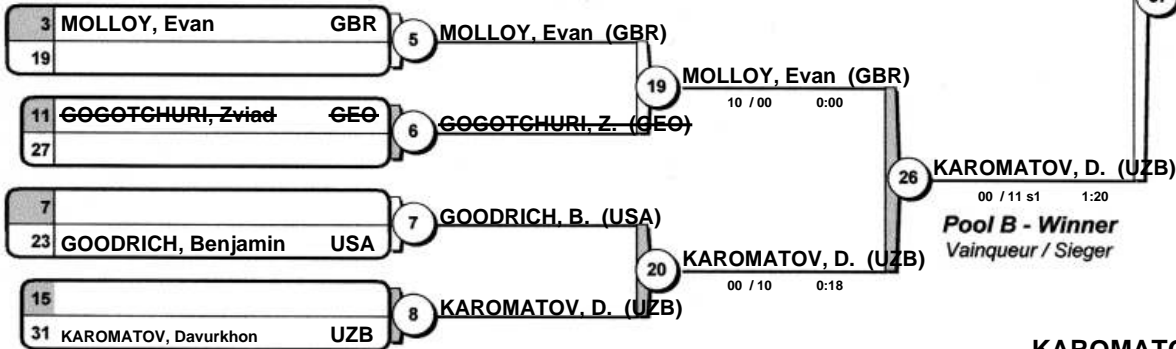 3 MOLLOY, Evan GBR
19
5
MOLLOY, Evan (GBR)
11 GOGOTCHURI, Zviad GEO
27
6
GOGOTCHURI, Z. (GEO)
19
MOLLOY, Evan (GBR)
10 / 00 0:00
7
23 GOODRICH, Benjamin USA
7
GOODRICH, B. (USA)
15
31 KAROMATOV, Davurkhon UZB
8
KAROMATOV, D. (UZB)
20
KAROMATOV, D. (UZB)
00 / 10 0:18
26
KAROMATOV, D. (UZB)
00 / 11 s1 1:20
Pool B - Winner
Vainqueur / Sieger